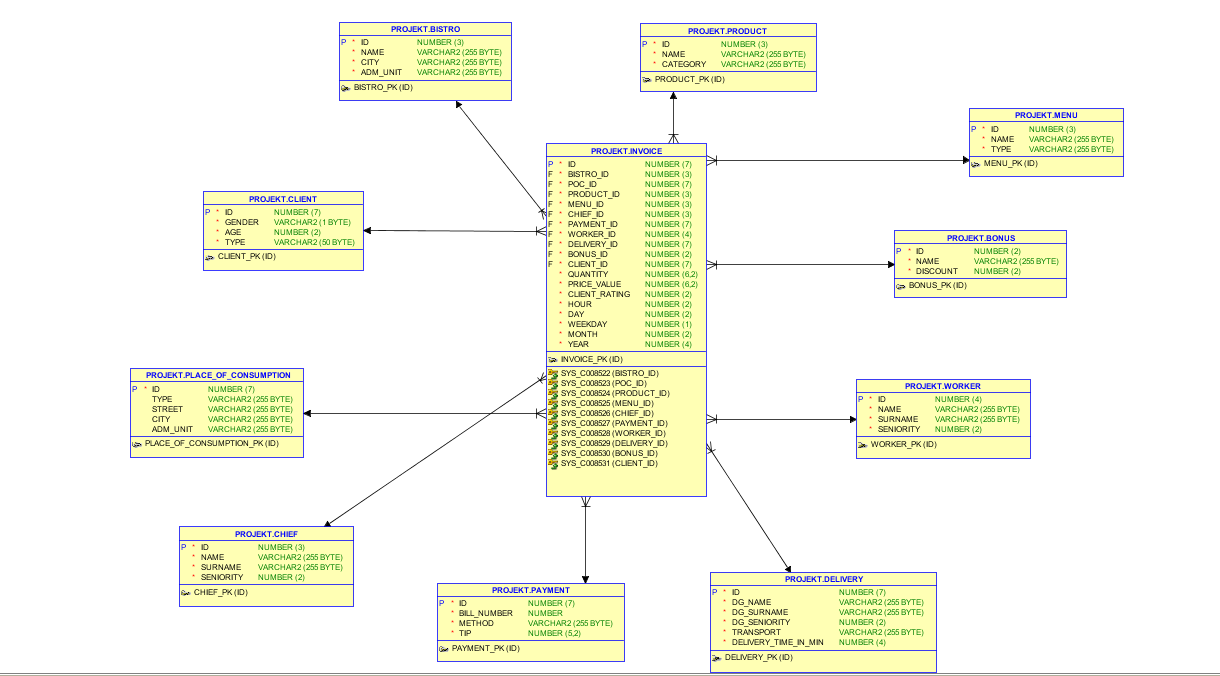 PROJEKT.BISTRO
P * ID NUMBER (3)
* NAME VARCHAR2 (255 BYTE)
* CITY VARCHAR2 (255 BYTE)
* ADM_UNIT VARCHAR2 (255 BYTE)
BISTRO_PK (ID)
PROJEKT.PRODUCT
P * ID NUMBER (3)
* NAME VARCHAR2 (255 BYTE)
* CATEGORY VARCHAR2 (255 BYTE)
PRODUCT_PK (ID)
PROJEKT.MENU
P * ID NUMBER (3)
* NAME VARCHAR2 (255 BYTE)
* TYPE VARCHAR2 (255 BYTE)
MENU_PK (ID)
PROJEKT.INVOICE
P * ID NUMBER (7)
F * BISTRO_ID NUMBER (3)
F * POC_ID NUMBER (7)
F * PRODUCT_ID NUMBER (3)
F * MENU_ID NUMBER (3)
F * CHIEF_ID NUMBER (3)
F * PAYMENT_ID NUMBER (7)
F * WORKER_ID NUMBER (4)
F * DELIVERY_ID NUMBER (7)
F * BONUS_ID NUMBER (2)
F * CLIENT_ID NUMBER (7)
* QUANTITY NUMBER (6,2)
* PRICE_VALUE NUMBER (6,2)
* CLIENT_RATING NUMBER (2)
* HOUR NUMBER (2)
* DAY NUMBER (2)
* WEEKDAY NUMBER (1)
* MONTH NUMBER (2)
* YEAR NUMBER (4)
INVOICE_PK (ID)
SYS_C008522 (BISTRO_ID)
SYS_C008523 (POC_ID)
SYS_C008524 (PRODUCT_ID)
SYS_C008525 (MENU_ID)
SYS_C008526 (CHIEF_ID)
SYS_C008527 (PAYMENT_ID)
SYS_C008528 (WORKER_ID)
SYS_C008529 (DELIVERY_ID)
SYS_C008530 (BONUS_ID)
SYS_C008531 (CLIENT_ID)
PROJEKT.CLIENT
P * ID NUMBER (7)
* GENDER VARCHAR2 (1 BYTE)
* AGE NUMBER (2)
* TYPE VARCHAR2 (50 BYTE)
CLIENT_PK (ID)
PROJEKT.BONUS
P * ID NUMBER (2)
* NAME VARCHAR2 (255 BYTE)
* DISCOUNT NUMBER (2)
BONUS_PK (ID)
PROJEKT.PLACE_OF_CONSUMPTION
P * ID NUMBER (7)
TYPE VARCHAR2 (255 BYTE)
STREET VARCHAR2 (255 BYTE)
CITY VARCHAR2 (255 BYTE)
ADM_UNIT VARCHAR2 (255 BYTE)
PLACE_OF_CONSUMPTION_PK (ID)
PROJEKT.WORKER
P * ID NUMBER (4)
* NAME VARCHAR2 (255 BYTE)
* SURNAME VARCHAR2 (255 BYTE)
* SENIORITY NUMBER (2)
WORKER_PK (ID)
PROJEKT.CHIEF
P * ID NUMBER (3)
* NAME VARCHAR2 (255 BYTE)
* SURNAME VARCHAR2 (255 BYTE)
* SENIORITY NUMBER (2)
CHIEF_PK (ID)
PROJEKT.PAYMENT
P * ID NUMBER (7)
* BILL_NUMBER NUMBER
* METHOD VARCHAR2 (255 BYTE)
* TIP NUMBER (5,2)
PAYMENT_PK (ID)
PROJEKT.DELIVERY
P * ID NUMBER (7)
* DG_NAME VARCHAR2 (255 BYTE)
* DG_SURNAME VARCHAR2 (255 BYTE)
* DG_SENIORITY NUMBER (2)
* TRANSPORT VARCHAR2 (255 BYTE)
* DELIVERY_TIME_IN_MIN NUMBER (4)
DELIVERY_PK (ID)